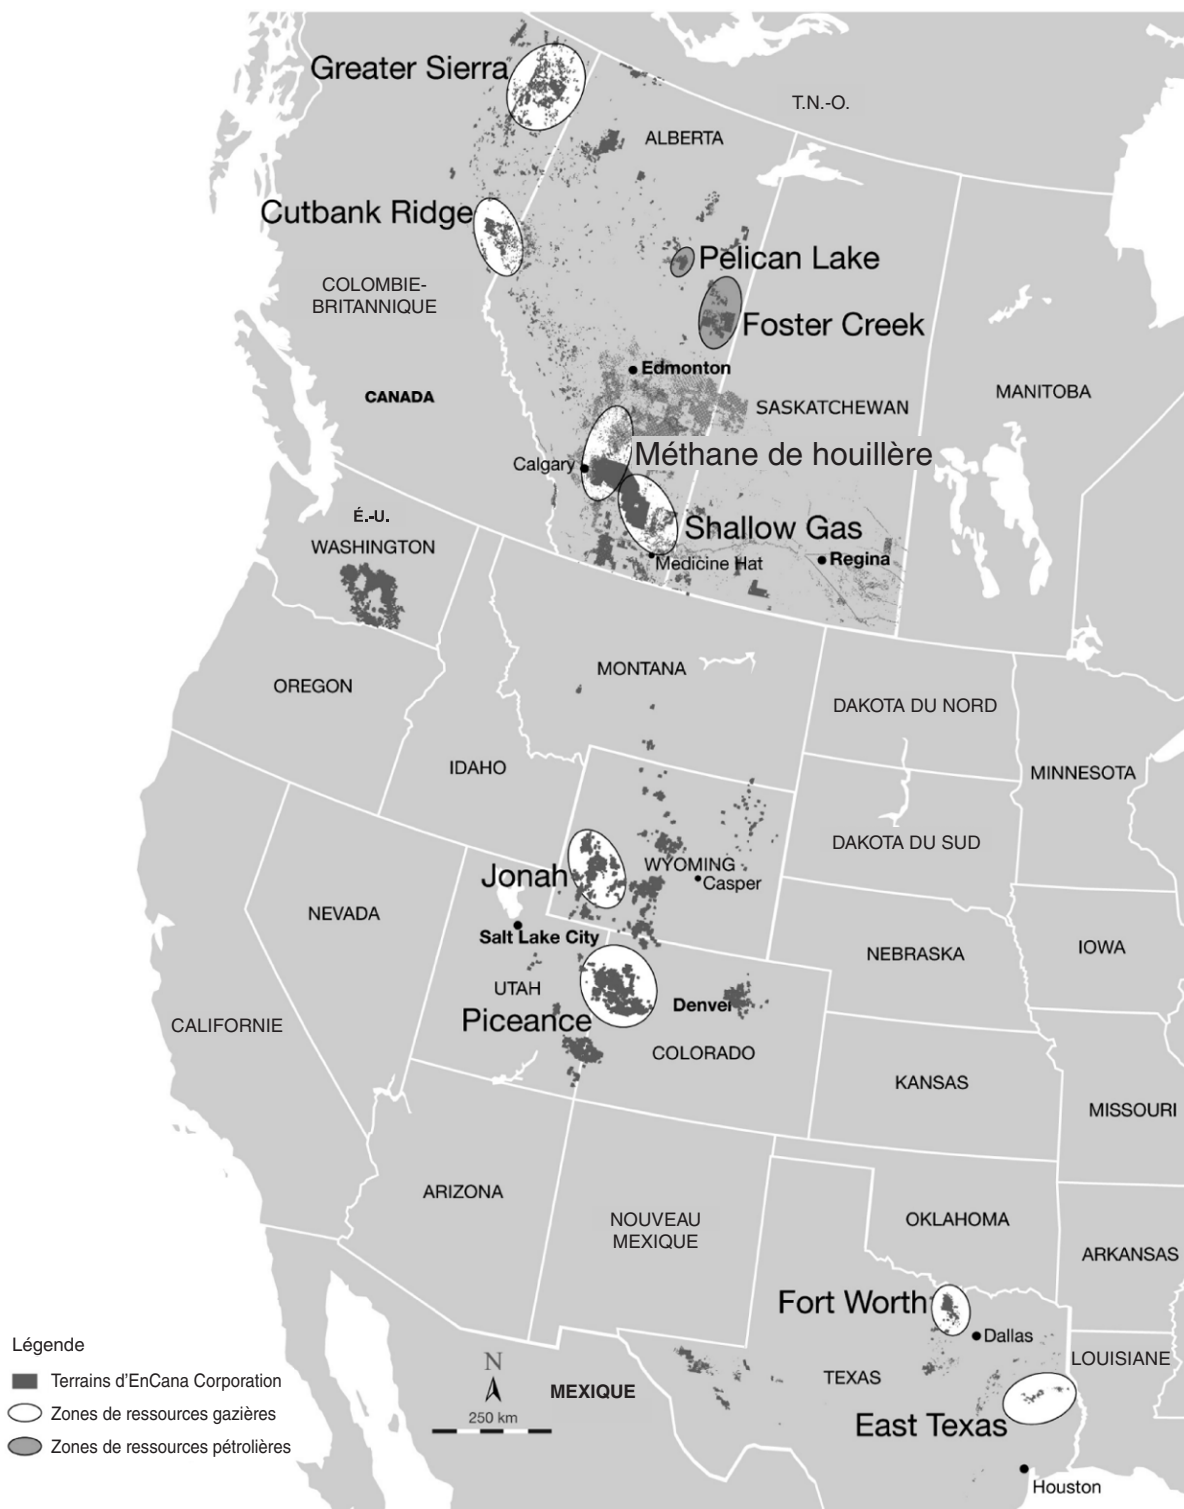 Greater Sierra
T.N.-O.
ALBERTA
Cutbank Ridge
Pelican Lake
COLOMBIE-
BRITANNIQUE
Foster Creek
Edmonton
CANADA
MANITOBA
SASKATCHEWAN
Méthane de houillère
Calgary
É.-U.
Shallow Gas
WASHINGTON
Medicine Hat
Regina
MONTANA
OREGON
DAKOTA DU NORD
IDAHO
MINNESOTA
DAKOTA DU SUD
WYOMING
Jonah
Casper
NEVADA
Salt Lake City
IOWA
NEBRASKA
UTAH
Denver
Piceance
CALIFORNIE
COLORADO
KANSAS
MISSOURI
ARIZONA
NOUVEAU
MEXIQUE
OKLAHOMA
ARKANSAS
Fort Worth
Dallas
Légende
LOUISIANE
N
TEXAS
Terrains d'EnCana Corporation
MEXIQUE
Zones de ressources gazières
250 km
East Texas
Zones de ressources pétrolières
Houston